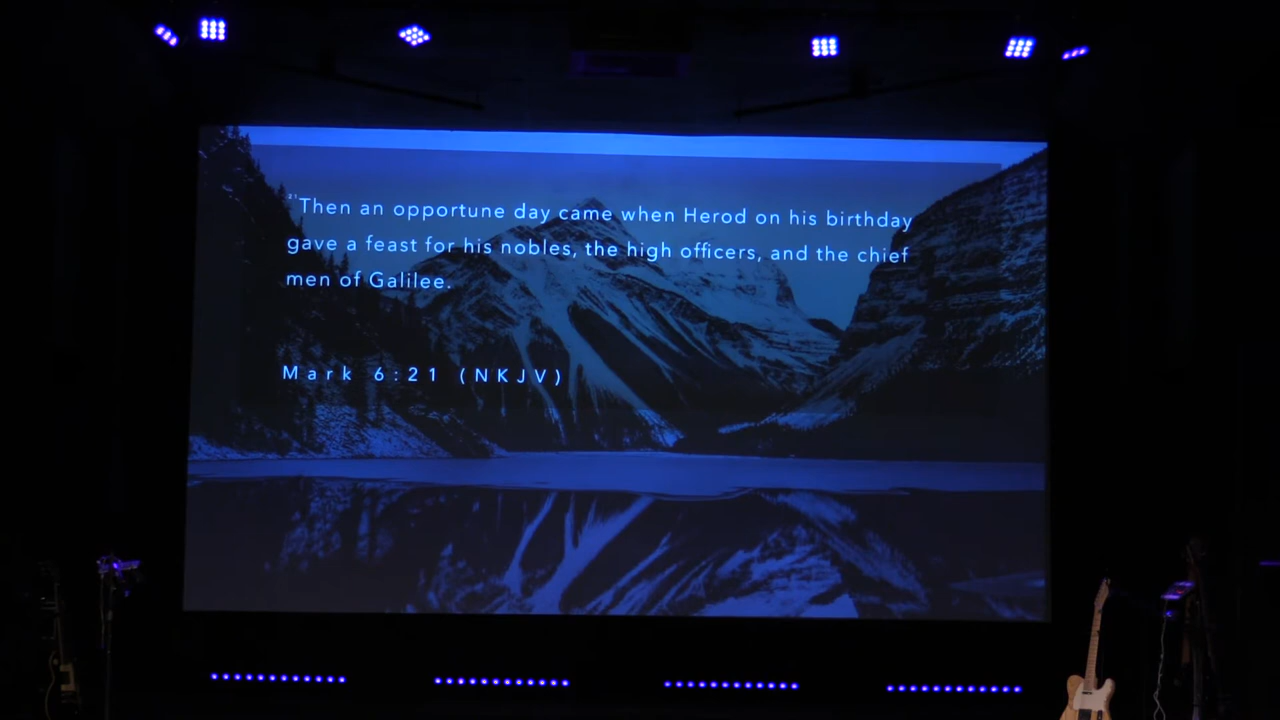 "Then an opportune day came when Herod on his birthday
gave a feast for his nobles, the high officers, and the chief
men of Galilee.
Mark 6:21 (NKJV)